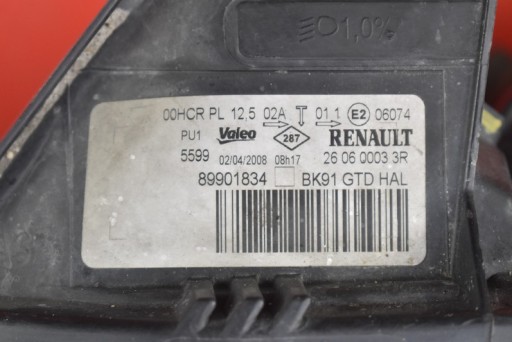 1,0%
00HCR PL 12,5 02A T 01 1 E2 06074
PU1 Valeo 287 RENAULT
5599 02/04/2008 08h17 26 06 0003 3R
89901834 BK91 GTD HAL